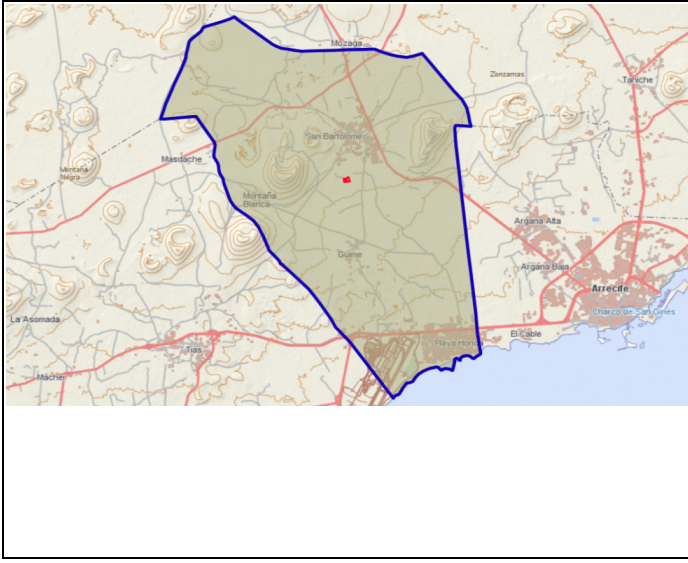 Mozaga
Zonzamas
Tahiche
San Bartolomé
Masdache
Montaña
Negra
Montaña
Blanca
Argana Alta
Güime
Argana Baja
Arrecife
Charco de San Ginés
La Asomada
El Cable
Playa Honda
Tías
Mácher